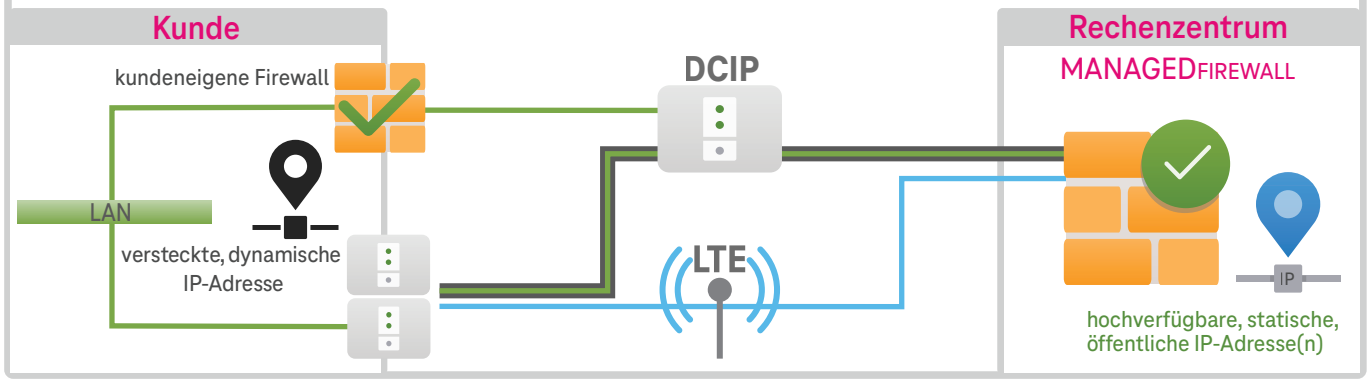 Kunde
kundeneigene Firewall
LAN
versteckte, dynamische
IP-Adresse
DCIP
LTE
Rechenzentrum
MANAGEDFIREWALL
IP
hochverfügbare, statische,
öffentliche IP-Adresse(n)